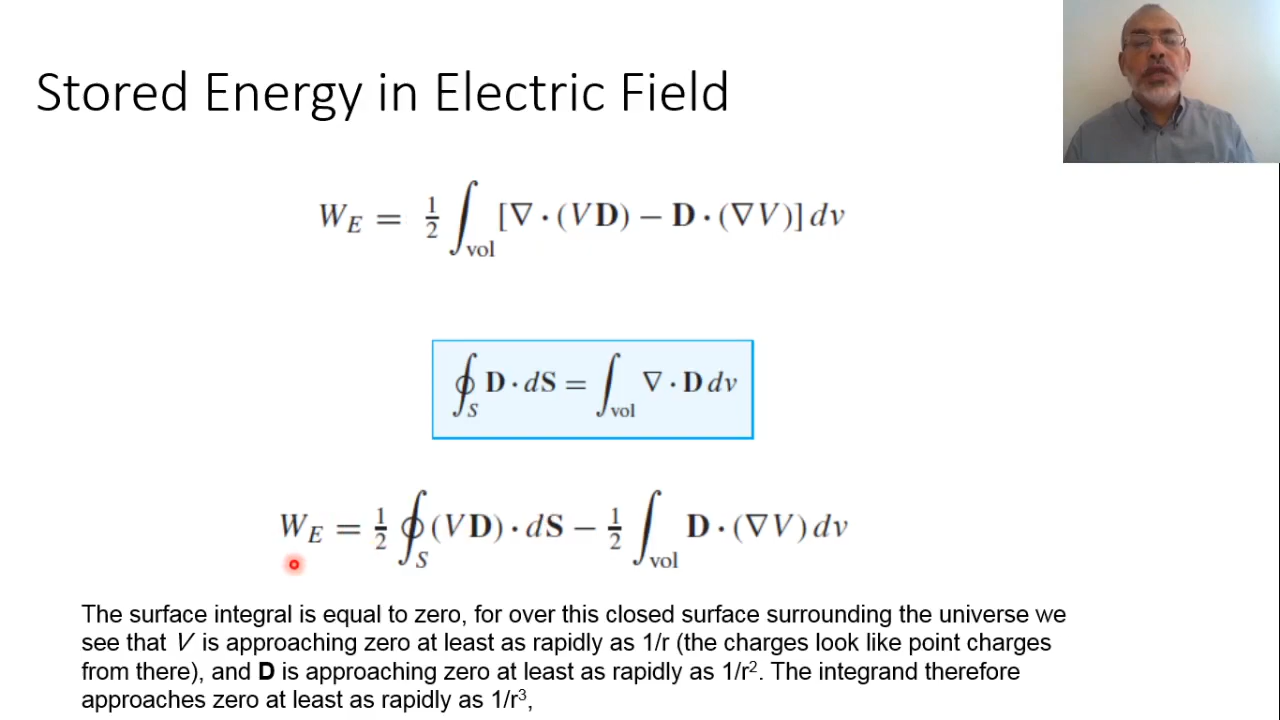 Stored Energy in Electric Field
W_E = 1/2 ∫_vol [∇ · (V𝐃) − 𝐃 · (∇V)] dv
∮_S 𝐃 · d𝐒 = ∫_vol ∇ · 𝐃 dv
W_E = 1/2 ∮_S (V𝐃) · d𝐒 − 1/2 ∫_vol 𝐃 · (∇V) dv
The surface integral is equal to zero, for over this closed surface surrounding the universe we
see that V is approaching zero at least as rapidly as 1/r (the charges look like point charges
from there), and D is approaching zero at least as rapidly as 1/r². The integrand therefore
approaches zero at least as rapidly as 1/r³,